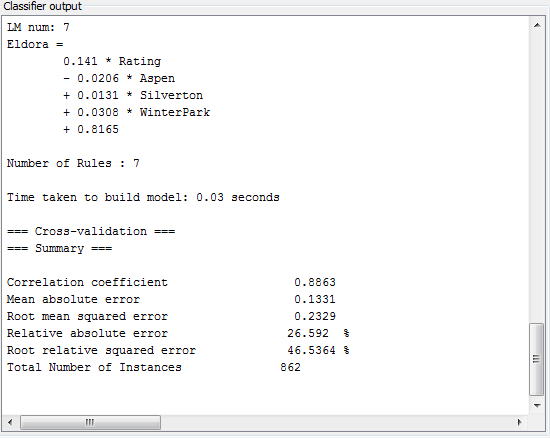 Classifier output
LM num: 7
Eldora =
0.141 * Rating
- 0.0206 * Aspen
+ 0.0131 * Silverton
+ 0.0308 * WinterPark
+ 0.8165
Number of Rules : 7
Time taken to build model: 0.03 seconds
=== Cross-validation ===
=== Summary ===
Correlation coefficient 0.8863
Mean absolute error 0.1331
Root mean squared error 0.2329
Relative absolute error 26.592 %
Root relative squared error 46.5364 %
Total Number of Instances 862